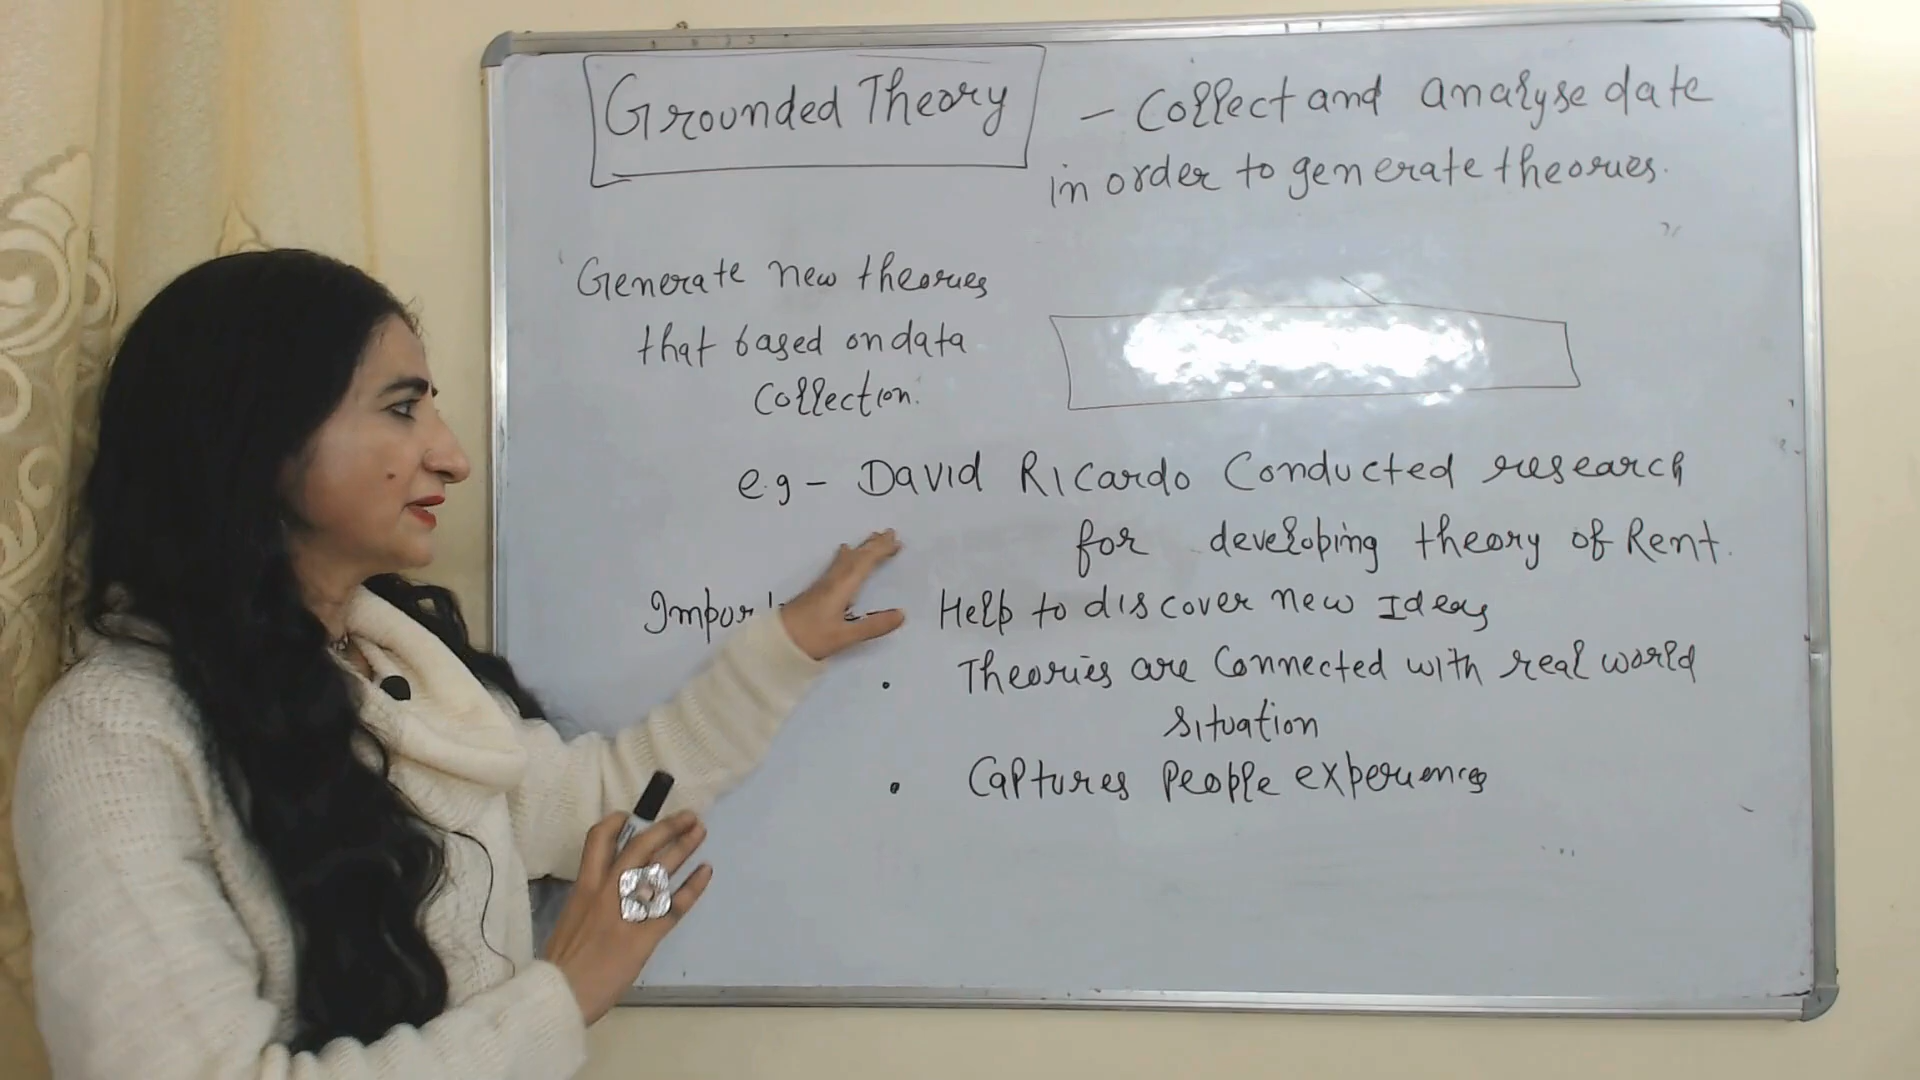 Grounded Theory
- Collect and analyse date
in order to generate theories.
Generate new theories
that based on data
collection.
e.g - David Ricardo Conducted research
for developing theory of Rent.
Help to discover new Ideas
. Theories are Connected with real world
situation
. Captures People experiences